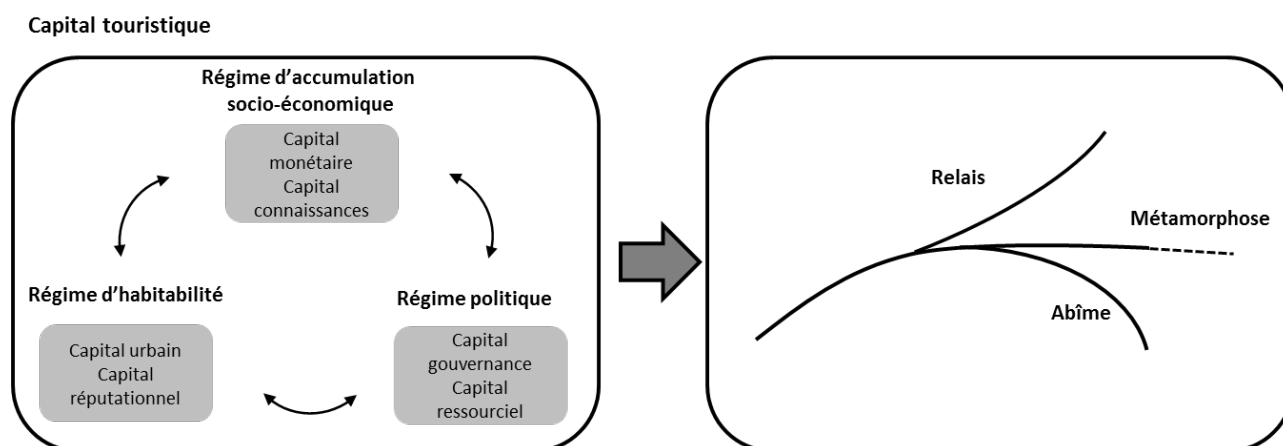 Capital touristique
Régime d'accumulation
socio-économique
Capital
monétaire
Capital
connaissances
Régime d'habitabilité
Capital urbain
Capital
réputationnel
Régime politique
Capital
gouvernance
Capital
ressourciel
Relais
Métamorphose
Abîme